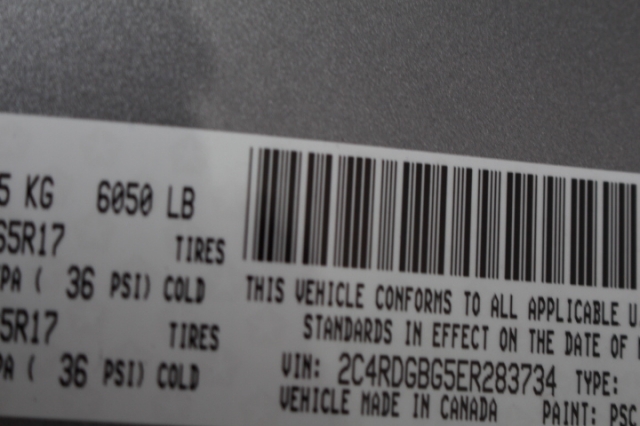 5 KG 6050 LB
65R17 TIRES
PA ( 36 PSI) COLD
5R17 TIRES
PA ( 36 PSI) COLD
THIS VEHICLE CONFORMS TO ALL APPLICABLE U
STANDARDS IN EFFECT ON THE DATE OF
VIN: 2C4RDGBG5ER283734 TYPE:
VEHICLE MADE IN CANADA PAINT: PSC